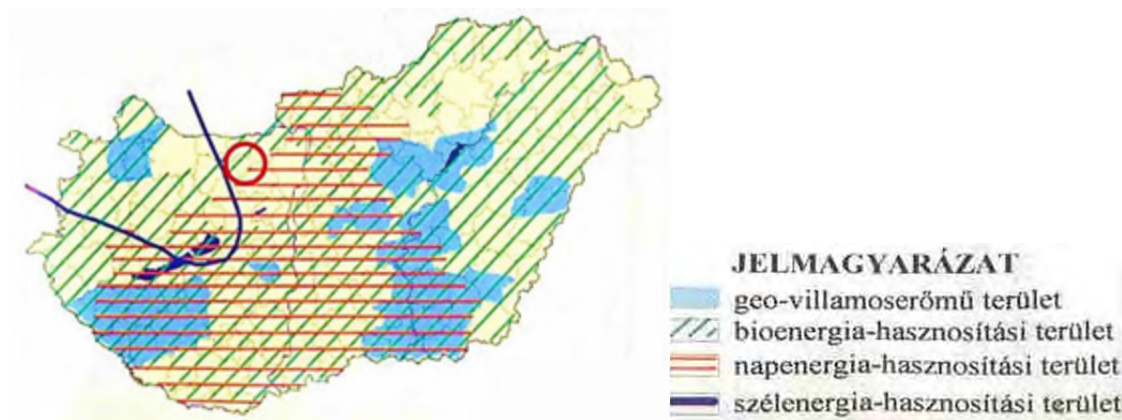 JELMAGYARÁZAT
geo-villamoserőmű terület
bioenergia-hasznosítási terület
napenergia-hasznosítási terület
szélenergia-hasznosítási terület